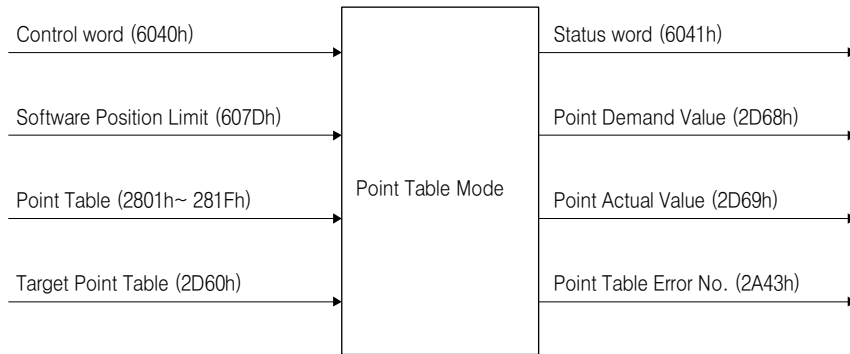 Control word (6040h)
Software Position Limit (607Dh)
Point Table (2801h~ 281Fh)
Target Point Table (2D60h)
Point Table Mode
Status word (6041h)
Point Demand Value (2D68h)
Point Actual Value (2D69h)
Point Table Error No. (2A43h)